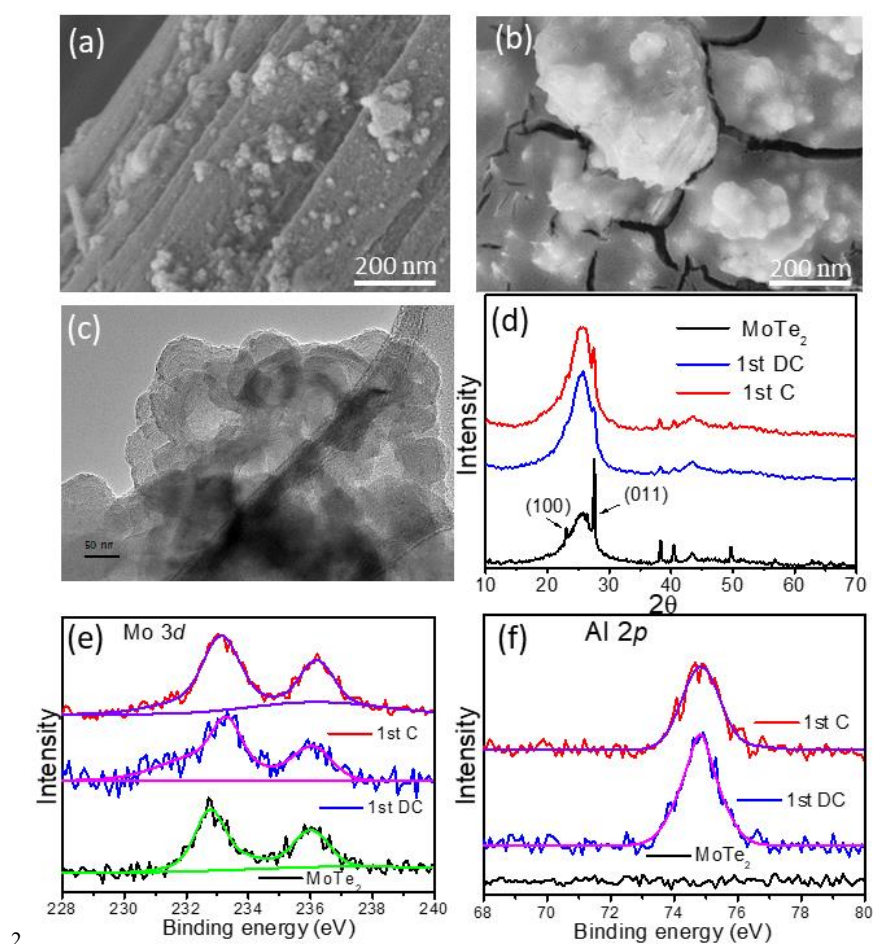 (a)
200 nm
(b)
200 nm
(c)
50 nm
(d)
MoTe2
1st DC
1st C
(100)
(011)
Intensity
10 20 30 40 50 60 70
2θ
(e)
Mo 3d
1st C
1st DC
MoTe2
Intensity
228 230 232 234 236 238 240
Binding energy (eV)
(f)
Al 2p
1st C
1st DC
MoTe2
Intensity
68 70 72 74 76 78 80
Binding energy (eV)
2